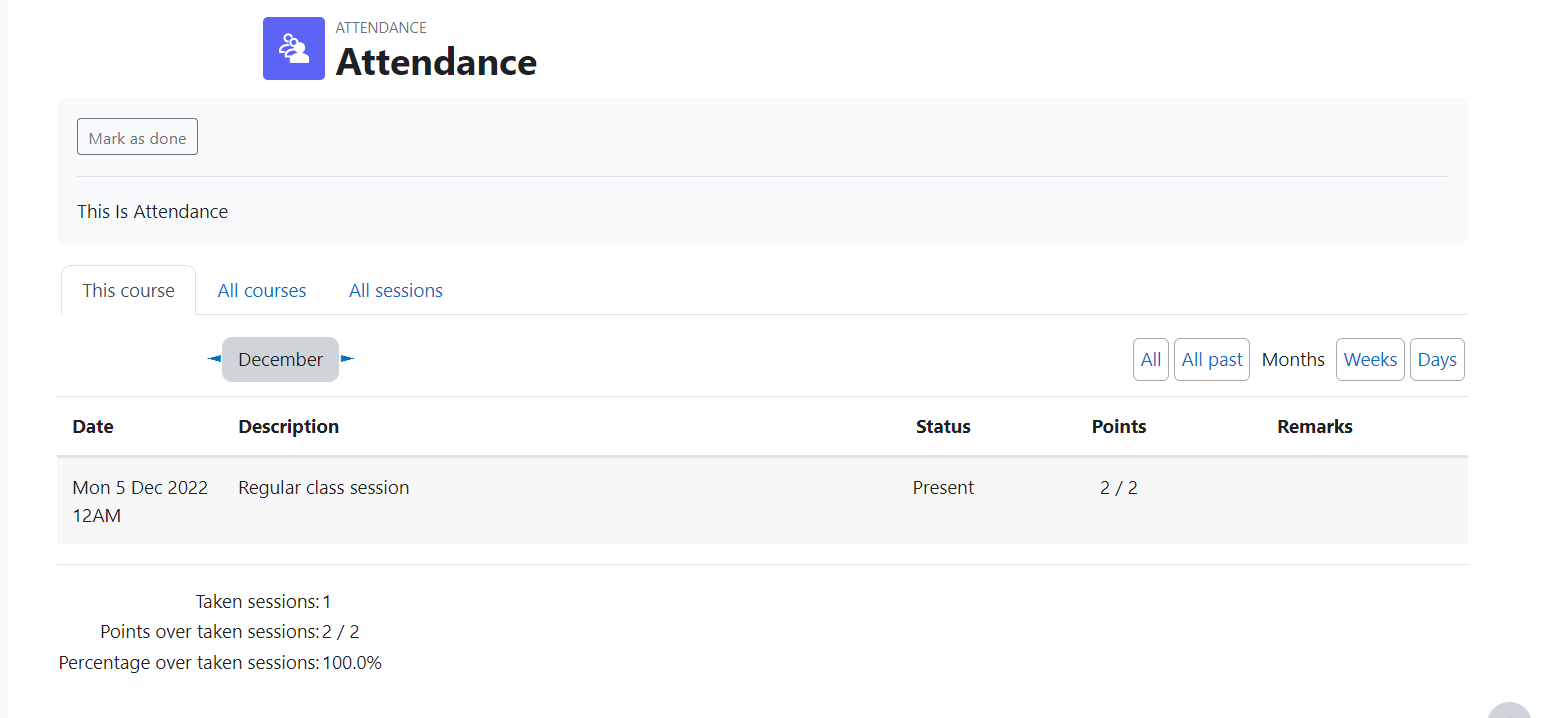 ATTENDANCE
Attendance
Mark as done
This Is Attendance
This course All courses All sessions
December All All past Months Weeks Days
Date Description Status Points Remarks
Mon 5 Dec 2022 Regular class session Present 2 / 2
12AM
Taken sessions: 1
Points over taken sessions: 2 / 2
Percentage over taken sessions: 100.0%